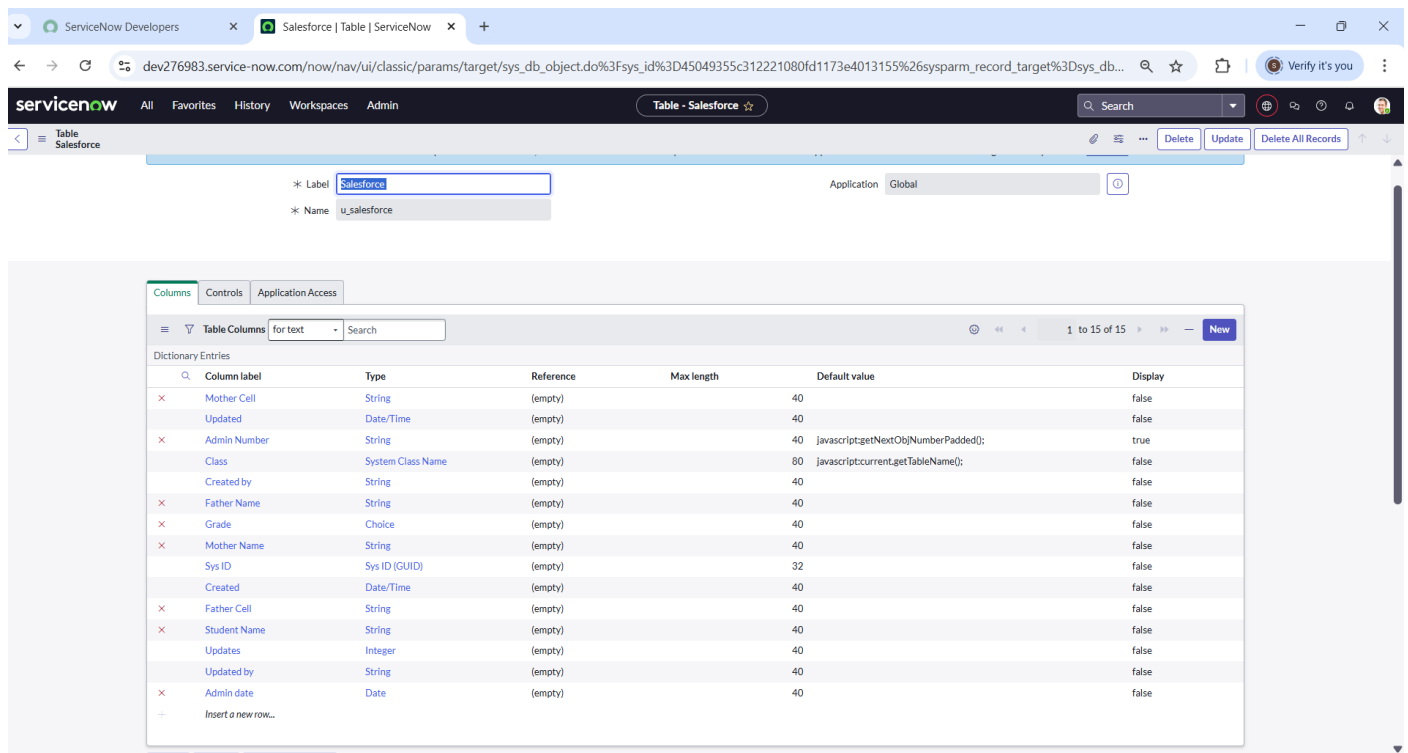 ServiceNow Developers
Salesforce | Table | ServiceNow
dev276983.service-now.com/now/nav/ui/classic/params/target/sys_db_object.do%3Fsys_id%3D45049355c312221080fd1173e4013155%26sysparm_record_target%3Dsys_db...
Verify it's you
servicenow All Favorites History Workspaces Admin Table - Salesforce Search
Table
Salesforce
Delete Update Delete All Records
Label Salesforce Application Global
Name u_salesforce
Columns Controls Application Access
Table Columns for text Search 1 to 15 of 15 New
Dictionary Entries
Column label Type Reference Max length Default value Display
Mother Cell String (empty) 40 false
Updated Date/Time (empty) 40 false
Admin Number String (empty) 40 javascript:getNextObjNumberPadded(); true
Class System Class Name (empty) 80 javascript:current.getTableName(); false
Created by String (empty) 40 false
Father Name String (empty) 40 false
Grade Choice (empty) 40 false
Mother Name String (empty) 40 false
Sys ID Sys ID (GUID) (empty) 32 false
Created Date/Time (empty) 40 false
Father Cell String (empty) 40 false
Student Name String (empty) 40 false
Updates Integer (empty) 40 false
Updated by String (empty) 40 false
Admin date Date (empty) 40 false
Insert a new row...